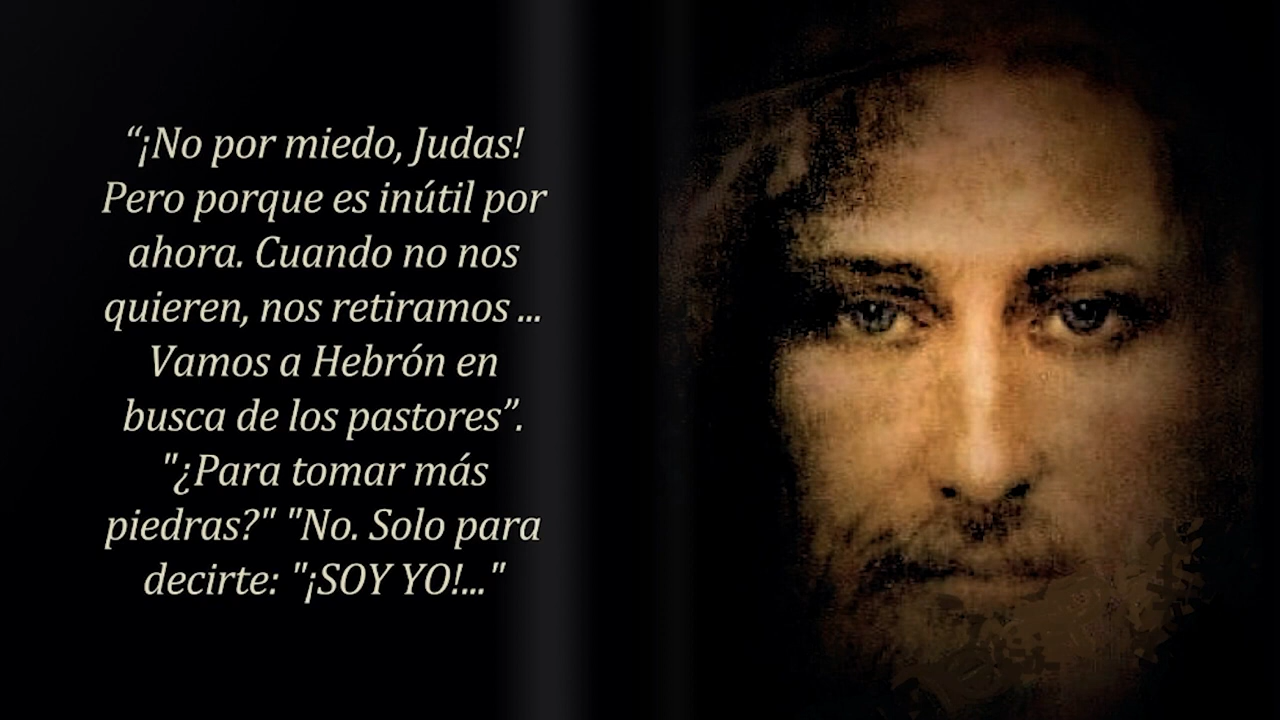 “¡No por miedo, Judas!
Pero porque es inútil por
ahora. Cuando no nos
quieren, nos retiramos ...
Vamos a Hebrón en
busca de los pastores”.
"¿Para tomar más
piedras?" "No. Solo para
decirte: "¡SOY YO!..."